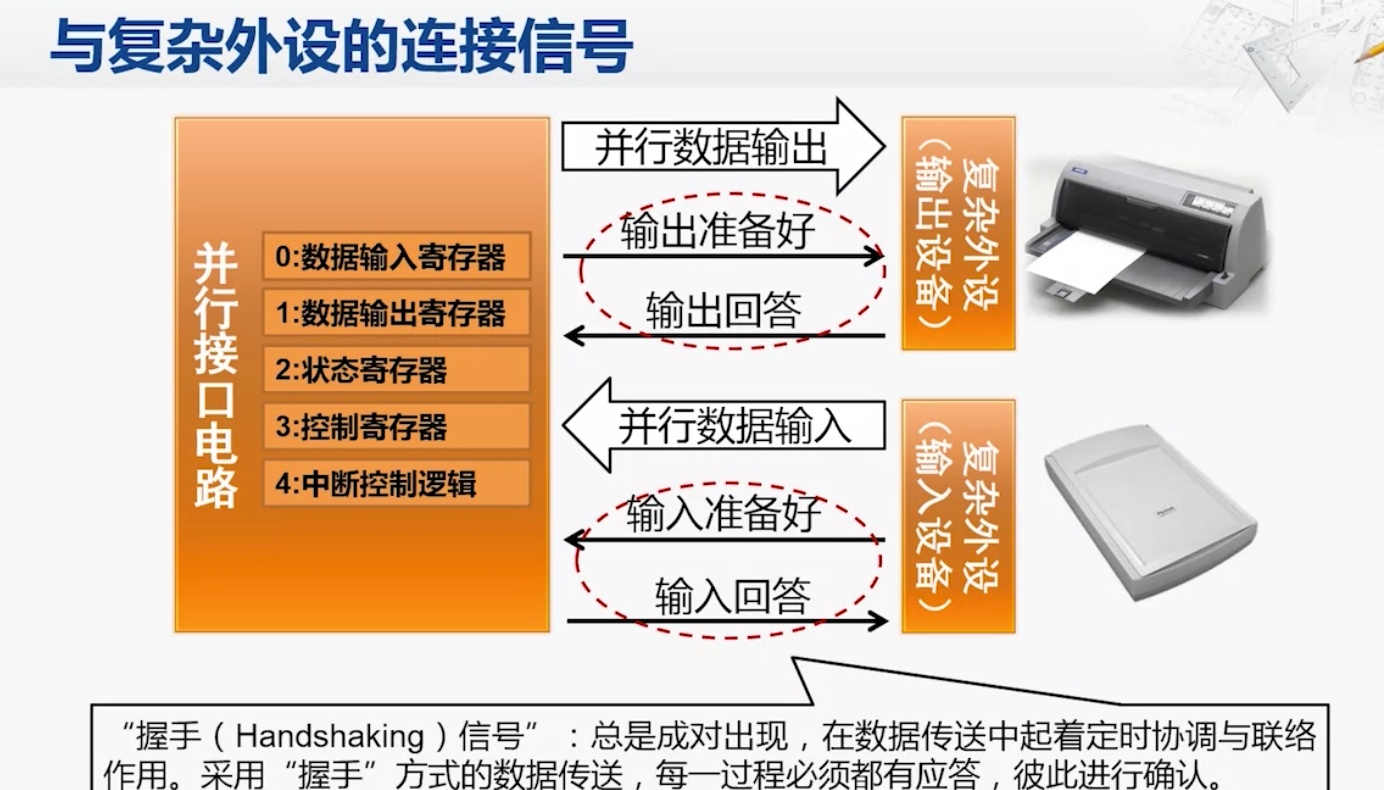 与复杂外设的连接信号
并行接口电路
0:数据输入寄存器
1:数据输出寄存器
2:状态寄存器
3:控制寄存器
4:中断控制逻辑
并行数据输出
输出准备好
输出回答
复杂外设
（输出设备）
并行数据输入
输入准备好
输入回答
复杂外设
（输入设备）
“握手（Handshaking）信号”：总是成对出现，在数据传送中起着定时协调与联络
作用。采用“握手”方式的数据传送，每一过程必须都有应答，彼此进行确认。